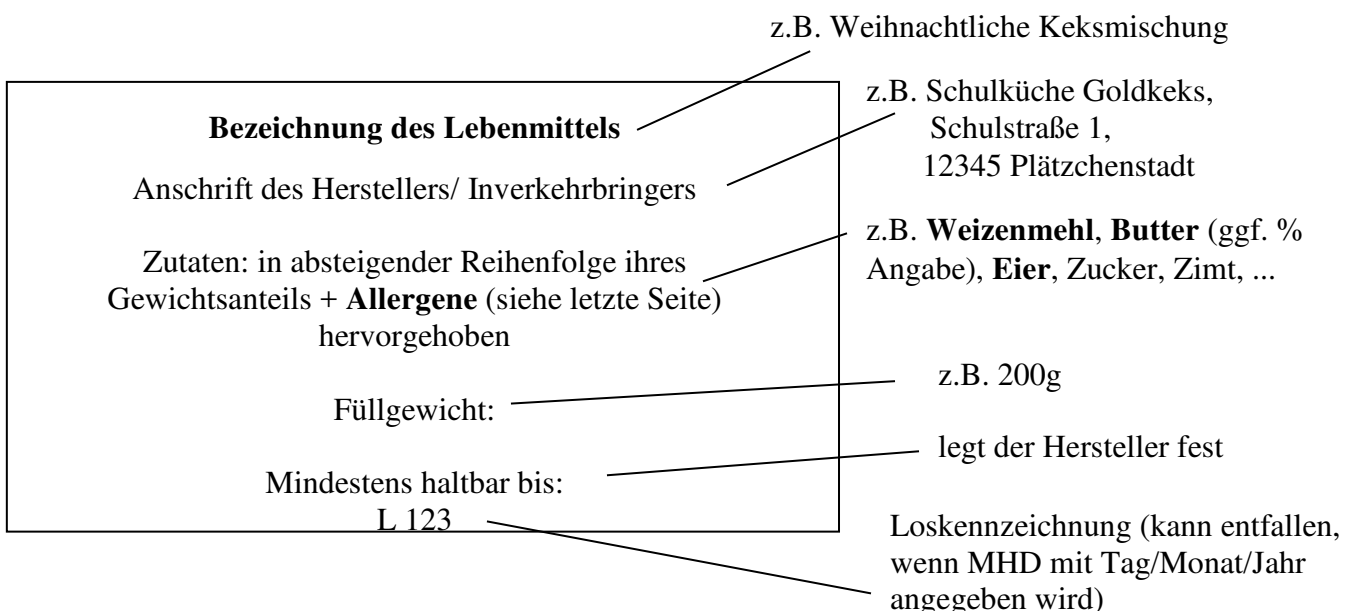 z.B. Weihnachtliche Keksmischung
Bezeichnung des Lebenmittels
z.B. Schulküche Goldkeks,
Schulstraße 1,
12345 Plätzchenstadt
Anschrift des Herstellers/ Inverkehrbringers
z.B. Weizenmehl, Butter (ggf. %
Angabe), Eier, Zucker, Zimt, ...
Zutaten: in absteigender Reihenfolge ihres
Gewichtsanteils + Allergene (siehe letzte Seite)
hervorgehoben
z.B. 200g
Füllgewicht:
legt der Hersteller fest
Mindestens haltbar bis:
L 123
Loskennzeichnung (kann entfallen,
wenn MHD mit Tag/Monat/Jahr
angegeben wird)